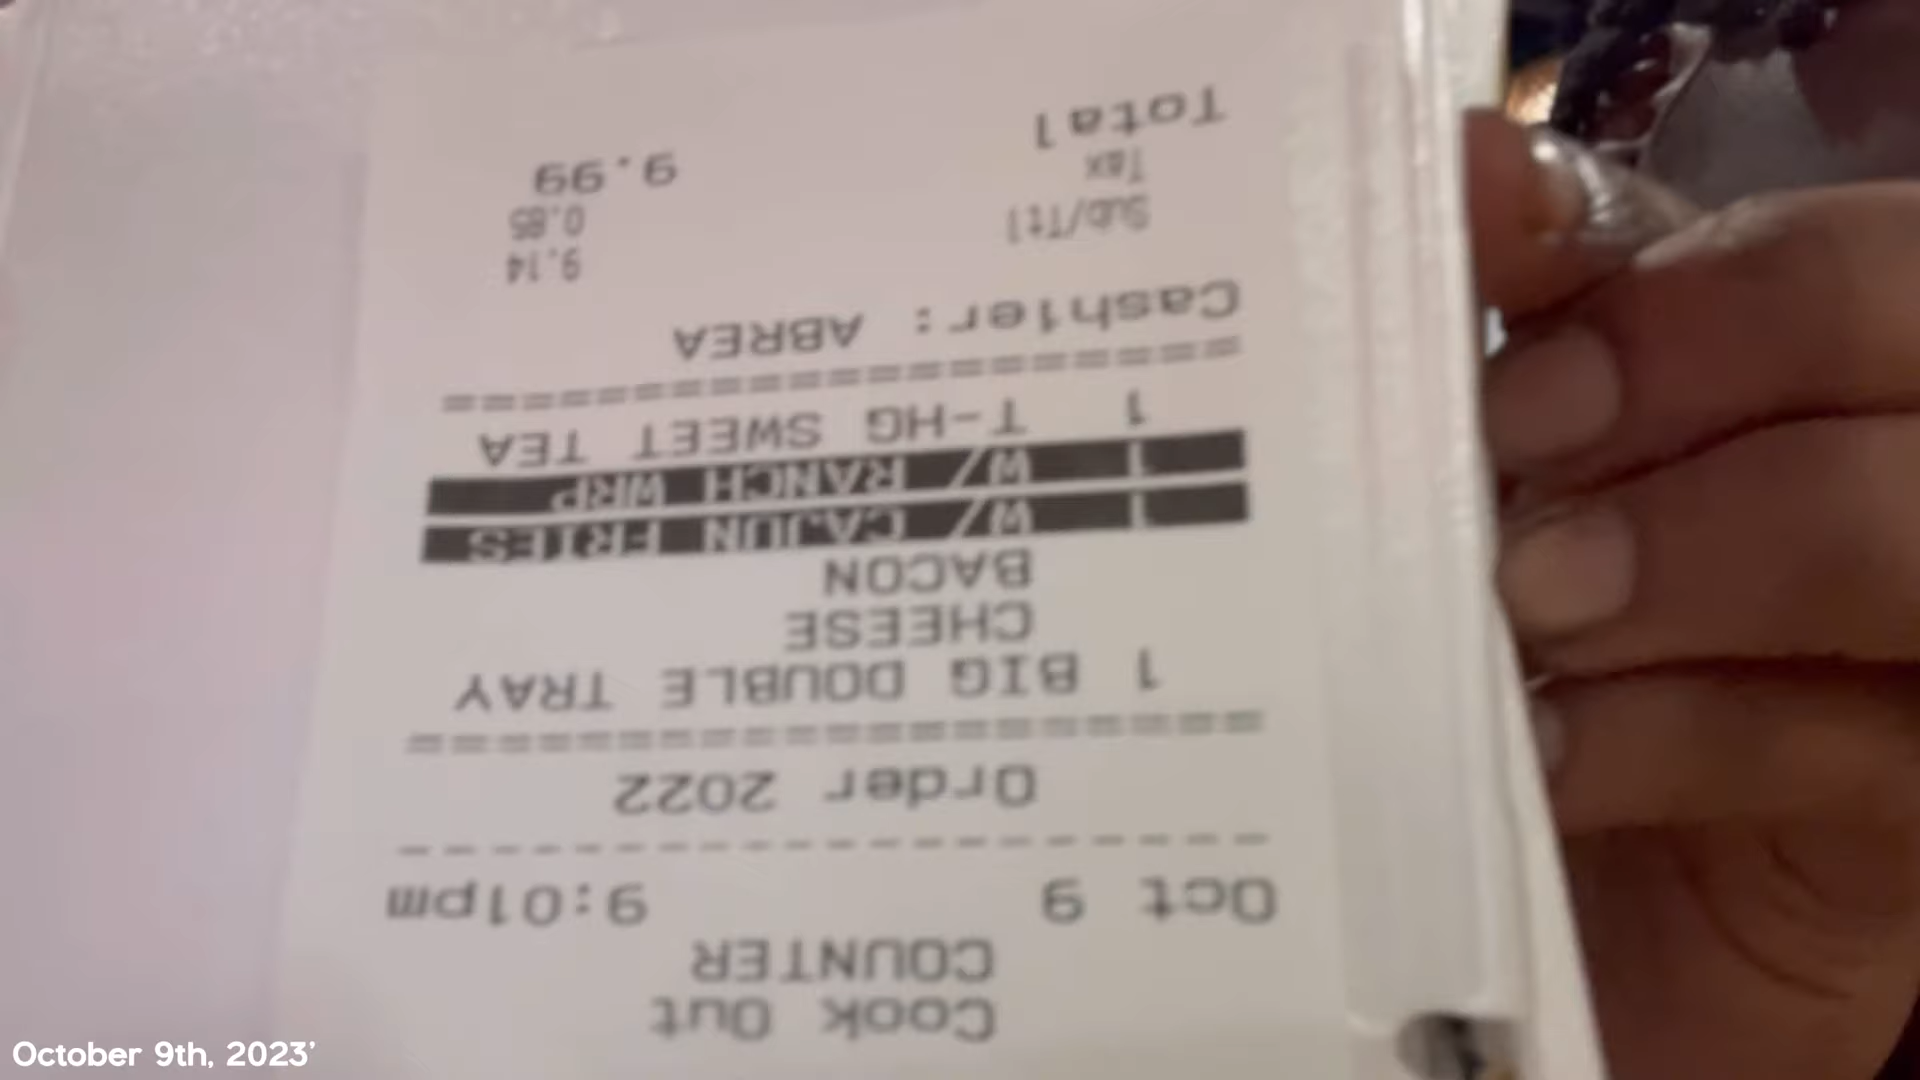 Cook Out
COUNTER
Oct 9 9:01pm
--------------------
Order 2022
====================
1 BIG DOUBLE TRAY
CHEESE
BACON
1 W/ CAJUN FRIES
1 W/ RANCH WRP
1 T-HG SWEET TEA
====================
Cashier: ABREA
Sub/Ttl 9.14
Tax 0.85
Total 9.99
October 9th, 2023'